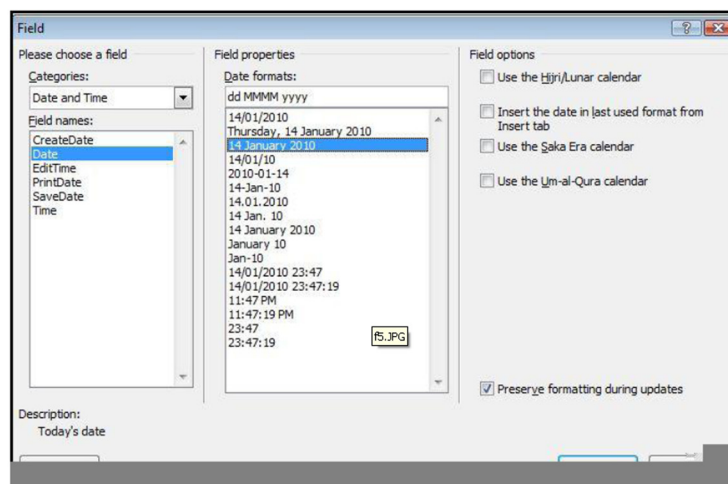 Field
Please choose a field
Categories:
Date and Time
Field names:
CreateDate
Date
EditTime
PrintDate
SaveDate
Time
Field properties
Date formats:
dd MMMM yyyy
14/01/2010
Thursday, 14 January 2010
14 January 2010
14/01/10
2010-01-14
14-Jan-10
14.01.2010
14 Jan. 10
14 January 2010
January 10
Jan-10
14/01/2010 23:47
14/01/2010 23:47:19
11:47 PM
11:47:19 PM
23:47
23:47:19
f5.JPG
Field options
Use the Hijri/Lunar calendar
Insert the date in last used format from
Insert tab
Use the Saka Era calendar
Use the Um-al-Qura calendar
Preserve formatting during updates
Description:
Today's date